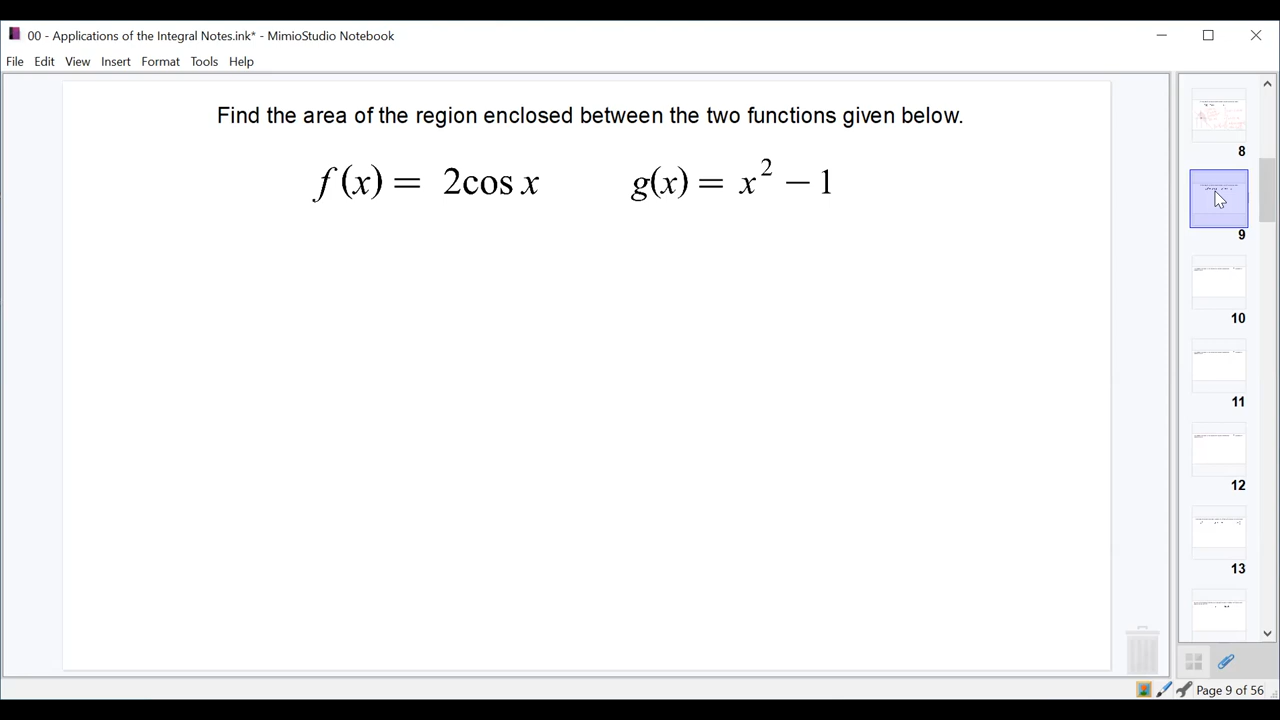 00 - Applications of the Integral Notes.ink* - MimioStudio Notebook
File Edit View Insert Format Tools Help
Find the area of the region enclosed between the two functions given below.
f(x) = 2cos x g(x) = x² − 1
8
9
10
11
12
13
Page 9 of 56